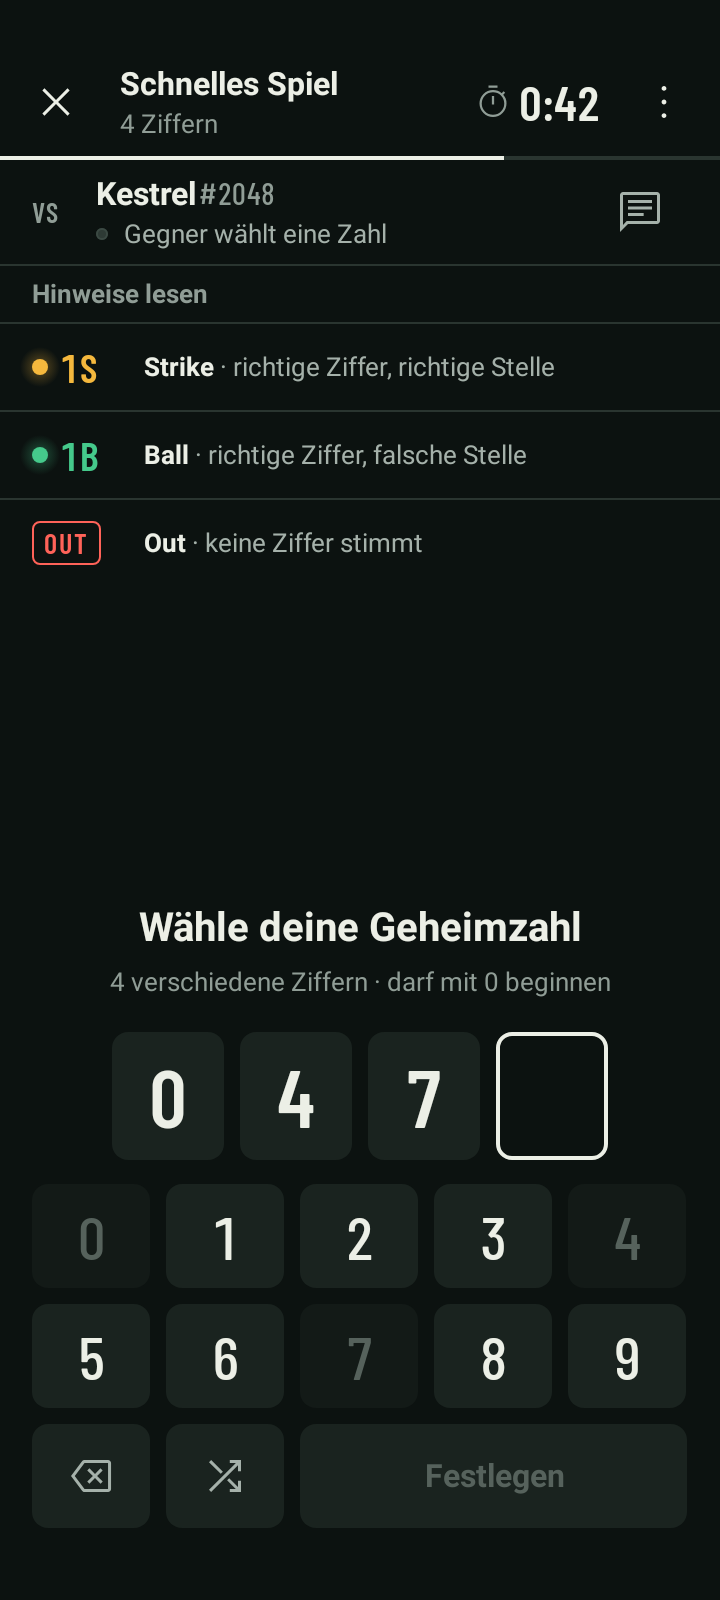 Schnelles Spiel
4 Ziffern
0:42
VS
Kestrel#2048
Gegner wählt eine Zahl
Hinweise lesen
1S Strike · richtige Ziffer, richtige Stelle
1B Ball · richtige Ziffer, falsche Stelle
OUT Out · keine Ziffer stimmt
Wähle deine Geheimzahl
4 verschiedene Ziffern · darf mit 0 beginnen
0 4 7
0 1 2 3 4
5 6 7 8 9
Festlegen